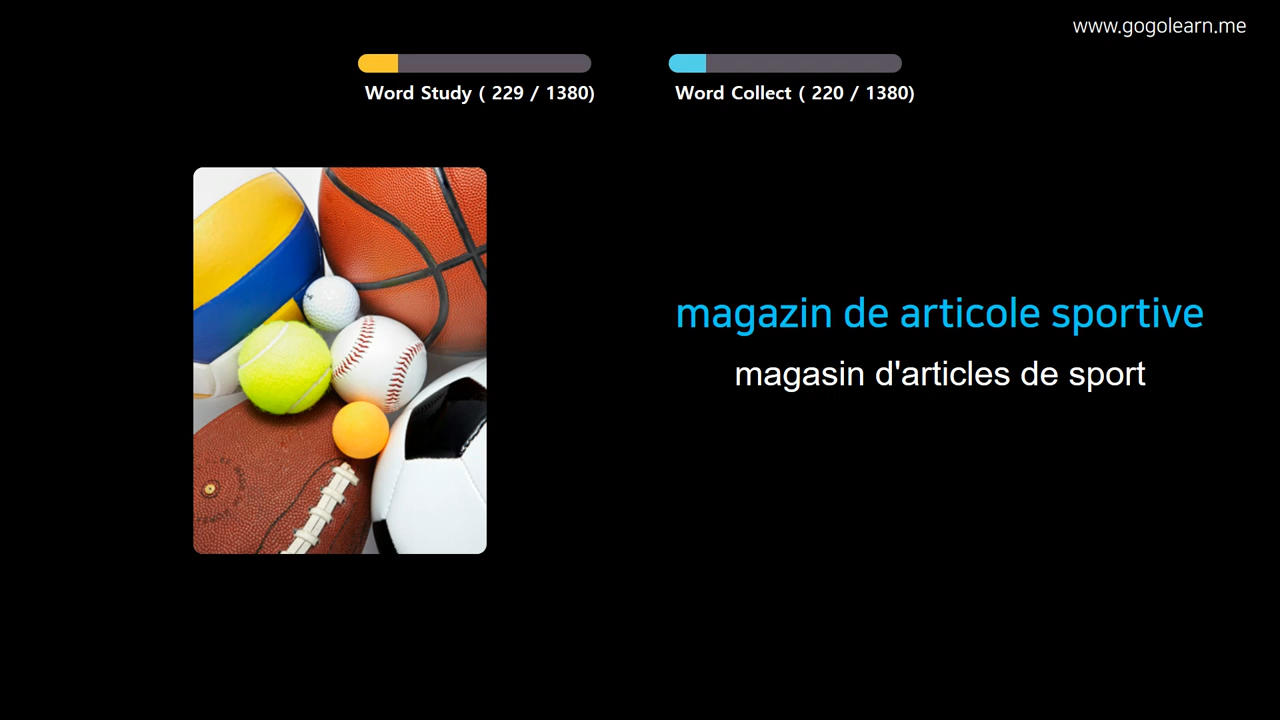 www.gogolearn.me
Word Study ( 229 / 1380)
Word Collect ( 220 / 1380)
magazin de articole sportive
magasin d'articles de sport